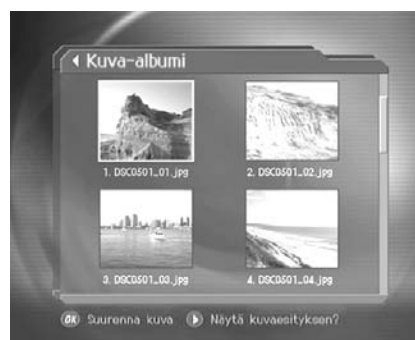 Kuva-albumi
1. DSC0501_01.jpg
2. DSC0501_02.jpg
3. DSC0501_03.jpg
4. DSC0501_04.jpg
OK Suurenna kuva Näytä kuvaesityksen?